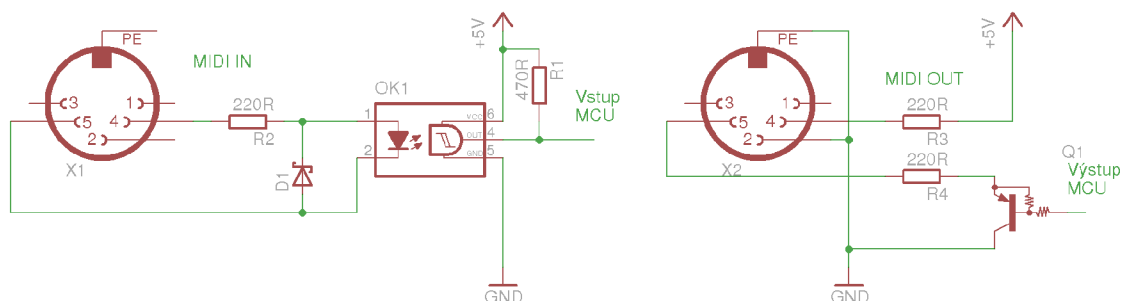 PE
MIDI IN
3
1
5
4
2
X1
220R
R2
D1
OK1
1
2
VCC
6
OUT
4
GND
5
+5V
470R
R1
Vstup
MCU
GND
PE
MIDI OUT
3
1
5
4
2
X2
220R
R3
220R
R4
+5V
Q1
Výstup
MCU
GND